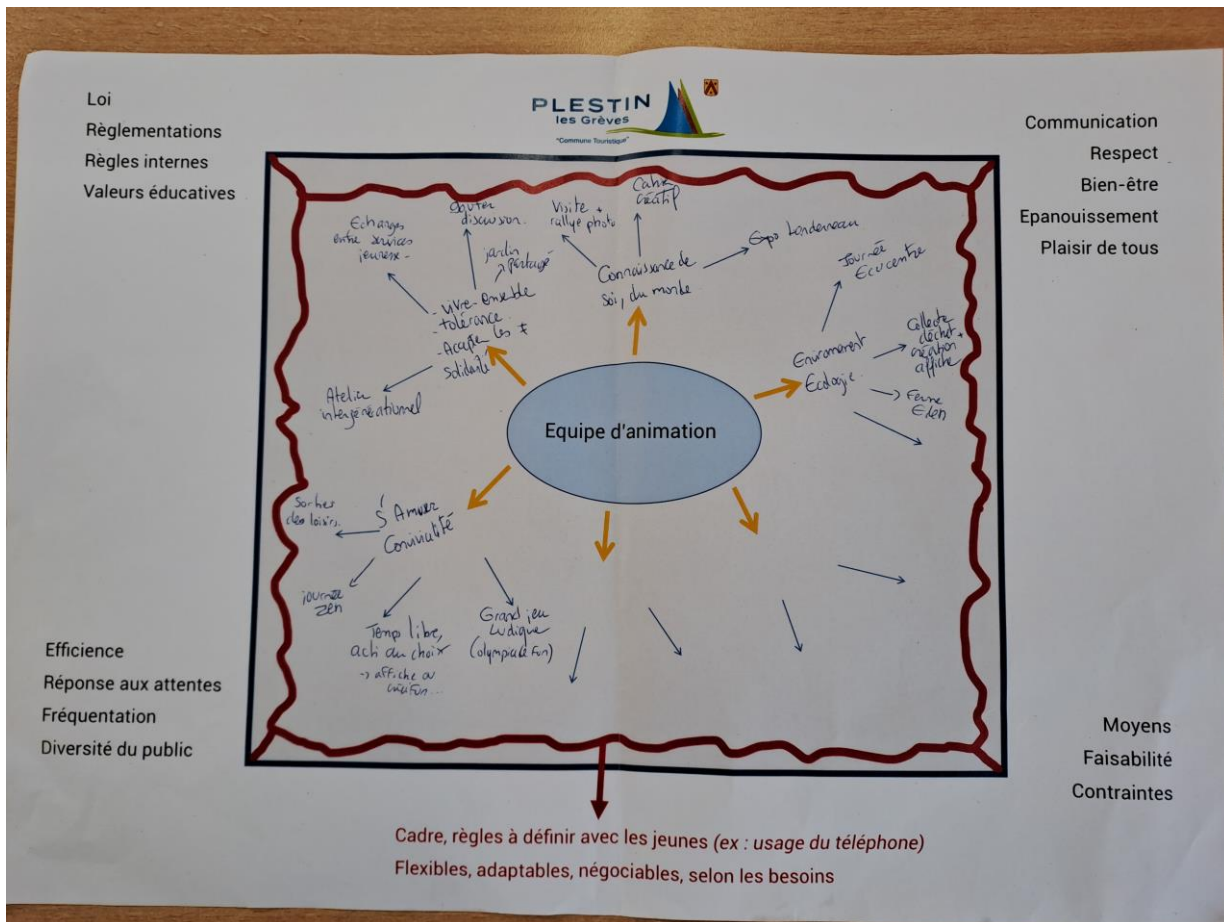 PLESTIN
les Grèves
"Commune Touristique"
Loi
Règlementations
Règles internes
Valeurs éducatives
Communication
Respect
Bien-être
Epanouissement
Plaisir de tous
Echanges
entre services
jeunesse-
goûter
discussion.
jardin
partagé
- Vivre-ensemble
- tolérance
- Accepter les ≠
solidarité
Atelier
intergénérationnel
Visite +
rallye photo
Cahier
créatif
Expo Landerneau
Connaissance de
soi, du monde
Journée
Ecocentre
Environnement
Ecologie
Collecte
déchet +
création
affiche
Ferme
Eden
Equipe d'animation
S'Amuser
Convivialité
Sorties
des loisirs.
journée
zen
Temps libre,
acti au choix
→ affiche ou
Grand jeu
Ludique
(olympiade fun)
Efficience
Réponse aux attentes
Fréquentation
Diversité du public
Moyens
Faisabilité
Contraintes
Cadre, règles à définir avec les jeunes (ex : usage du téléphone)
Flexibles, adaptables, négociables, selon les besoins